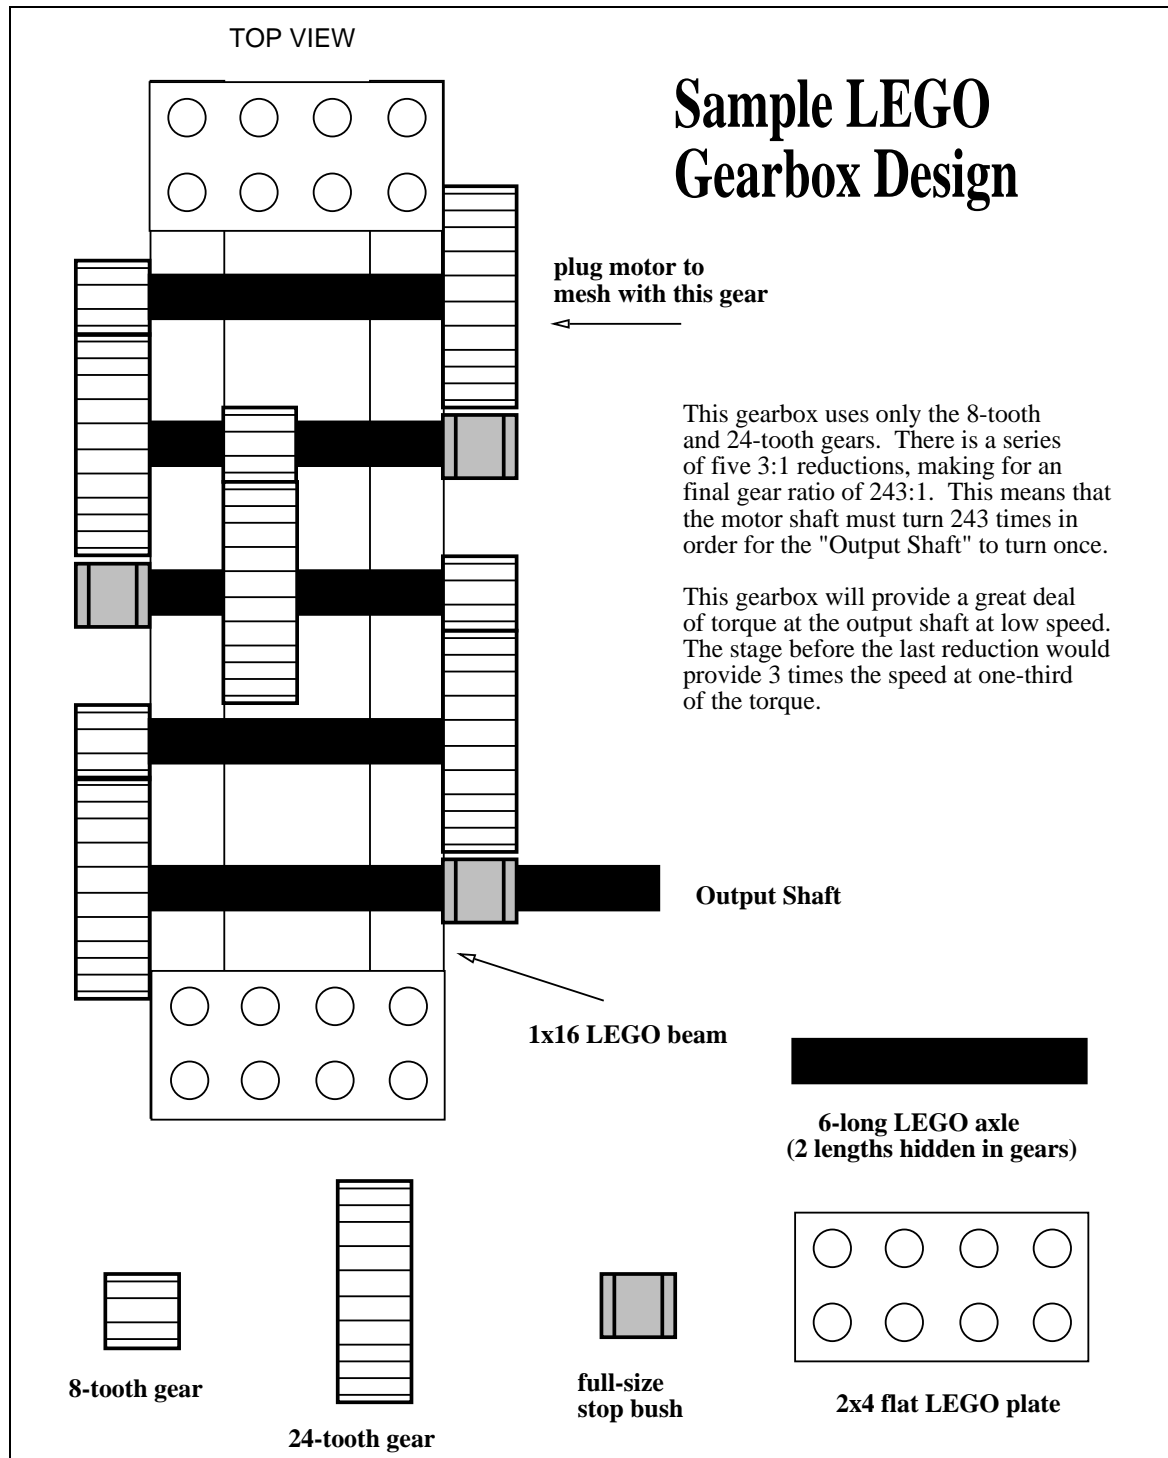 TOP VIEW
Sample LEGO
Gearbox Design
plug motor to
mesh with this gear
This gearbox uses only the 8-tooth
and 24-tooth gears.  There is a series
of five 3:1 reductions, making for an
final gear ratio of 243:1.  This means that
the motor shaft must turn 243 times in
order for the "Output Shaft" to turn once.
This gearbox will provide a great deal
of torque at the output shaft at low speed.
The stage before the last reduction would
provide 3 times the speed at one-third
of the torque.
Output Shaft
1x16 LEGO beam
6-long LEGO axle
(2 lengths hidden in gears)
8-tooth gear
24-tooth gear
full-size
stop bush
2x4 flat LEGO plate